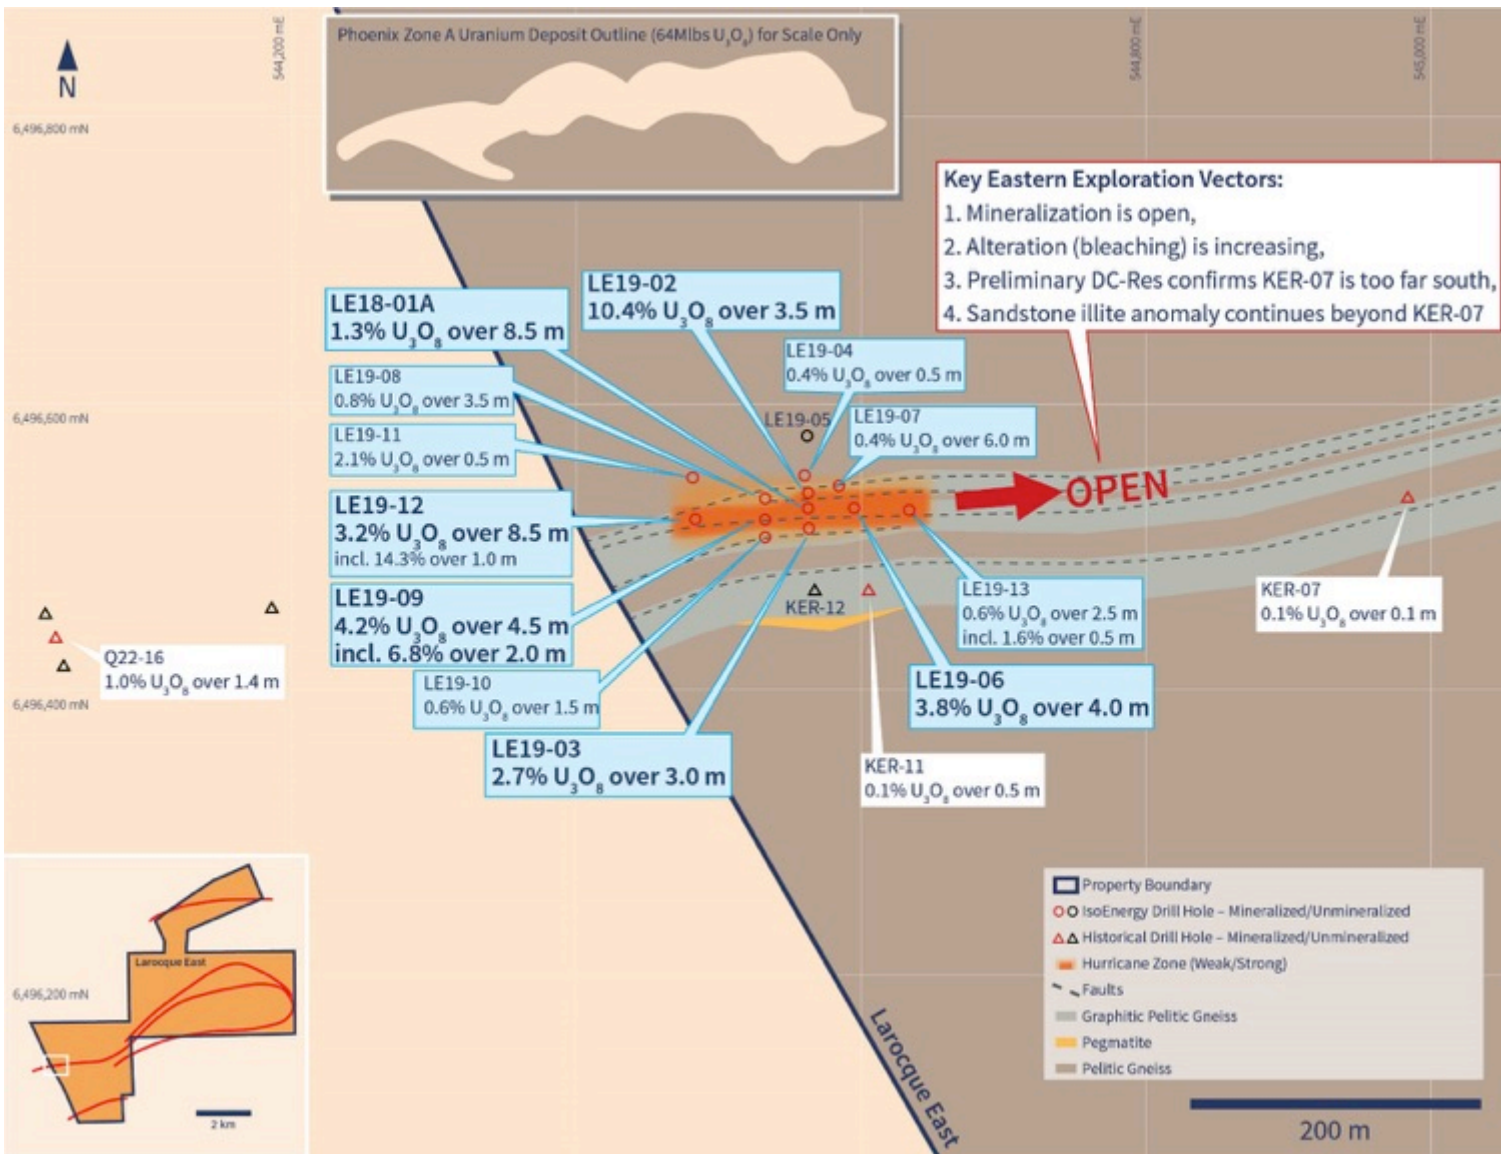 Phoenix Zone A Uranium Deposit Outline (64Mlbs U₃O₈) for Scale Only
N
544,200 mE
544,800 mE
545,000 mE
6,496,800 mN
Key Eastern Exploration Vectors:
1. Mineralization is open,
2. Alteration (bleaching) is increasing,
3. Preliminary DC-Res confirms KER-07 is too far south,
4. Sandstone illite anomaly continues beyond KER-07
LE19-02
10.4% U₃O₈ over 3.5 m
LE18-01A
1.3% U₃O₈ over 8.5 m
LE19-04
0.4% U₃O₈ over 0.5 m
LE19-08
0.8% U₃O₈ over 3.5 m
6,496,600 mN
LE19-05
LE19-07
0.4% U₃O₈ over 6.0 m
LE19-11
2.1% U₃O₈ over 0.5 m
OPEN
LE19-12
3.2% U₃O₈ over 8.5 m
incl. 14.3% over 1.0 m
LE19-09
4.2% U₃O₈ over 4.5 m
incl. 6.8% over 2.0 m
KER-12
LE19-13
0.6% U₃O₈ over 2.5 m
incl. 1.6% over 0.5 m
KER-07
0.1% U₃O₈ over 0.1 m
Q22-16
1.0% U₃O₈ over 1.4 m
LE19-10
0.6% U₃O₈ over 1.5 m
LE19-06
3.8% U₃O₈ over 4.0 m
6,496,400 mN
LE19-03
2.7% U₃O₈ over 3.0 m
KER-11
0.1% U₃O₈ over 0.5 m
Larocque East
2 km
6,496,200 mN
Larocque East
Property Boundary
IsoEnergy Drill Hole – Mineralized/Unmineralized
Historical Drill Hole – Mineralized/Unmineralized
Hurricane Zone (Weak/Strong)
Faults
Graphitic Pelitic Gneiss
Pegmatite
Pelitic Gneiss
200 m